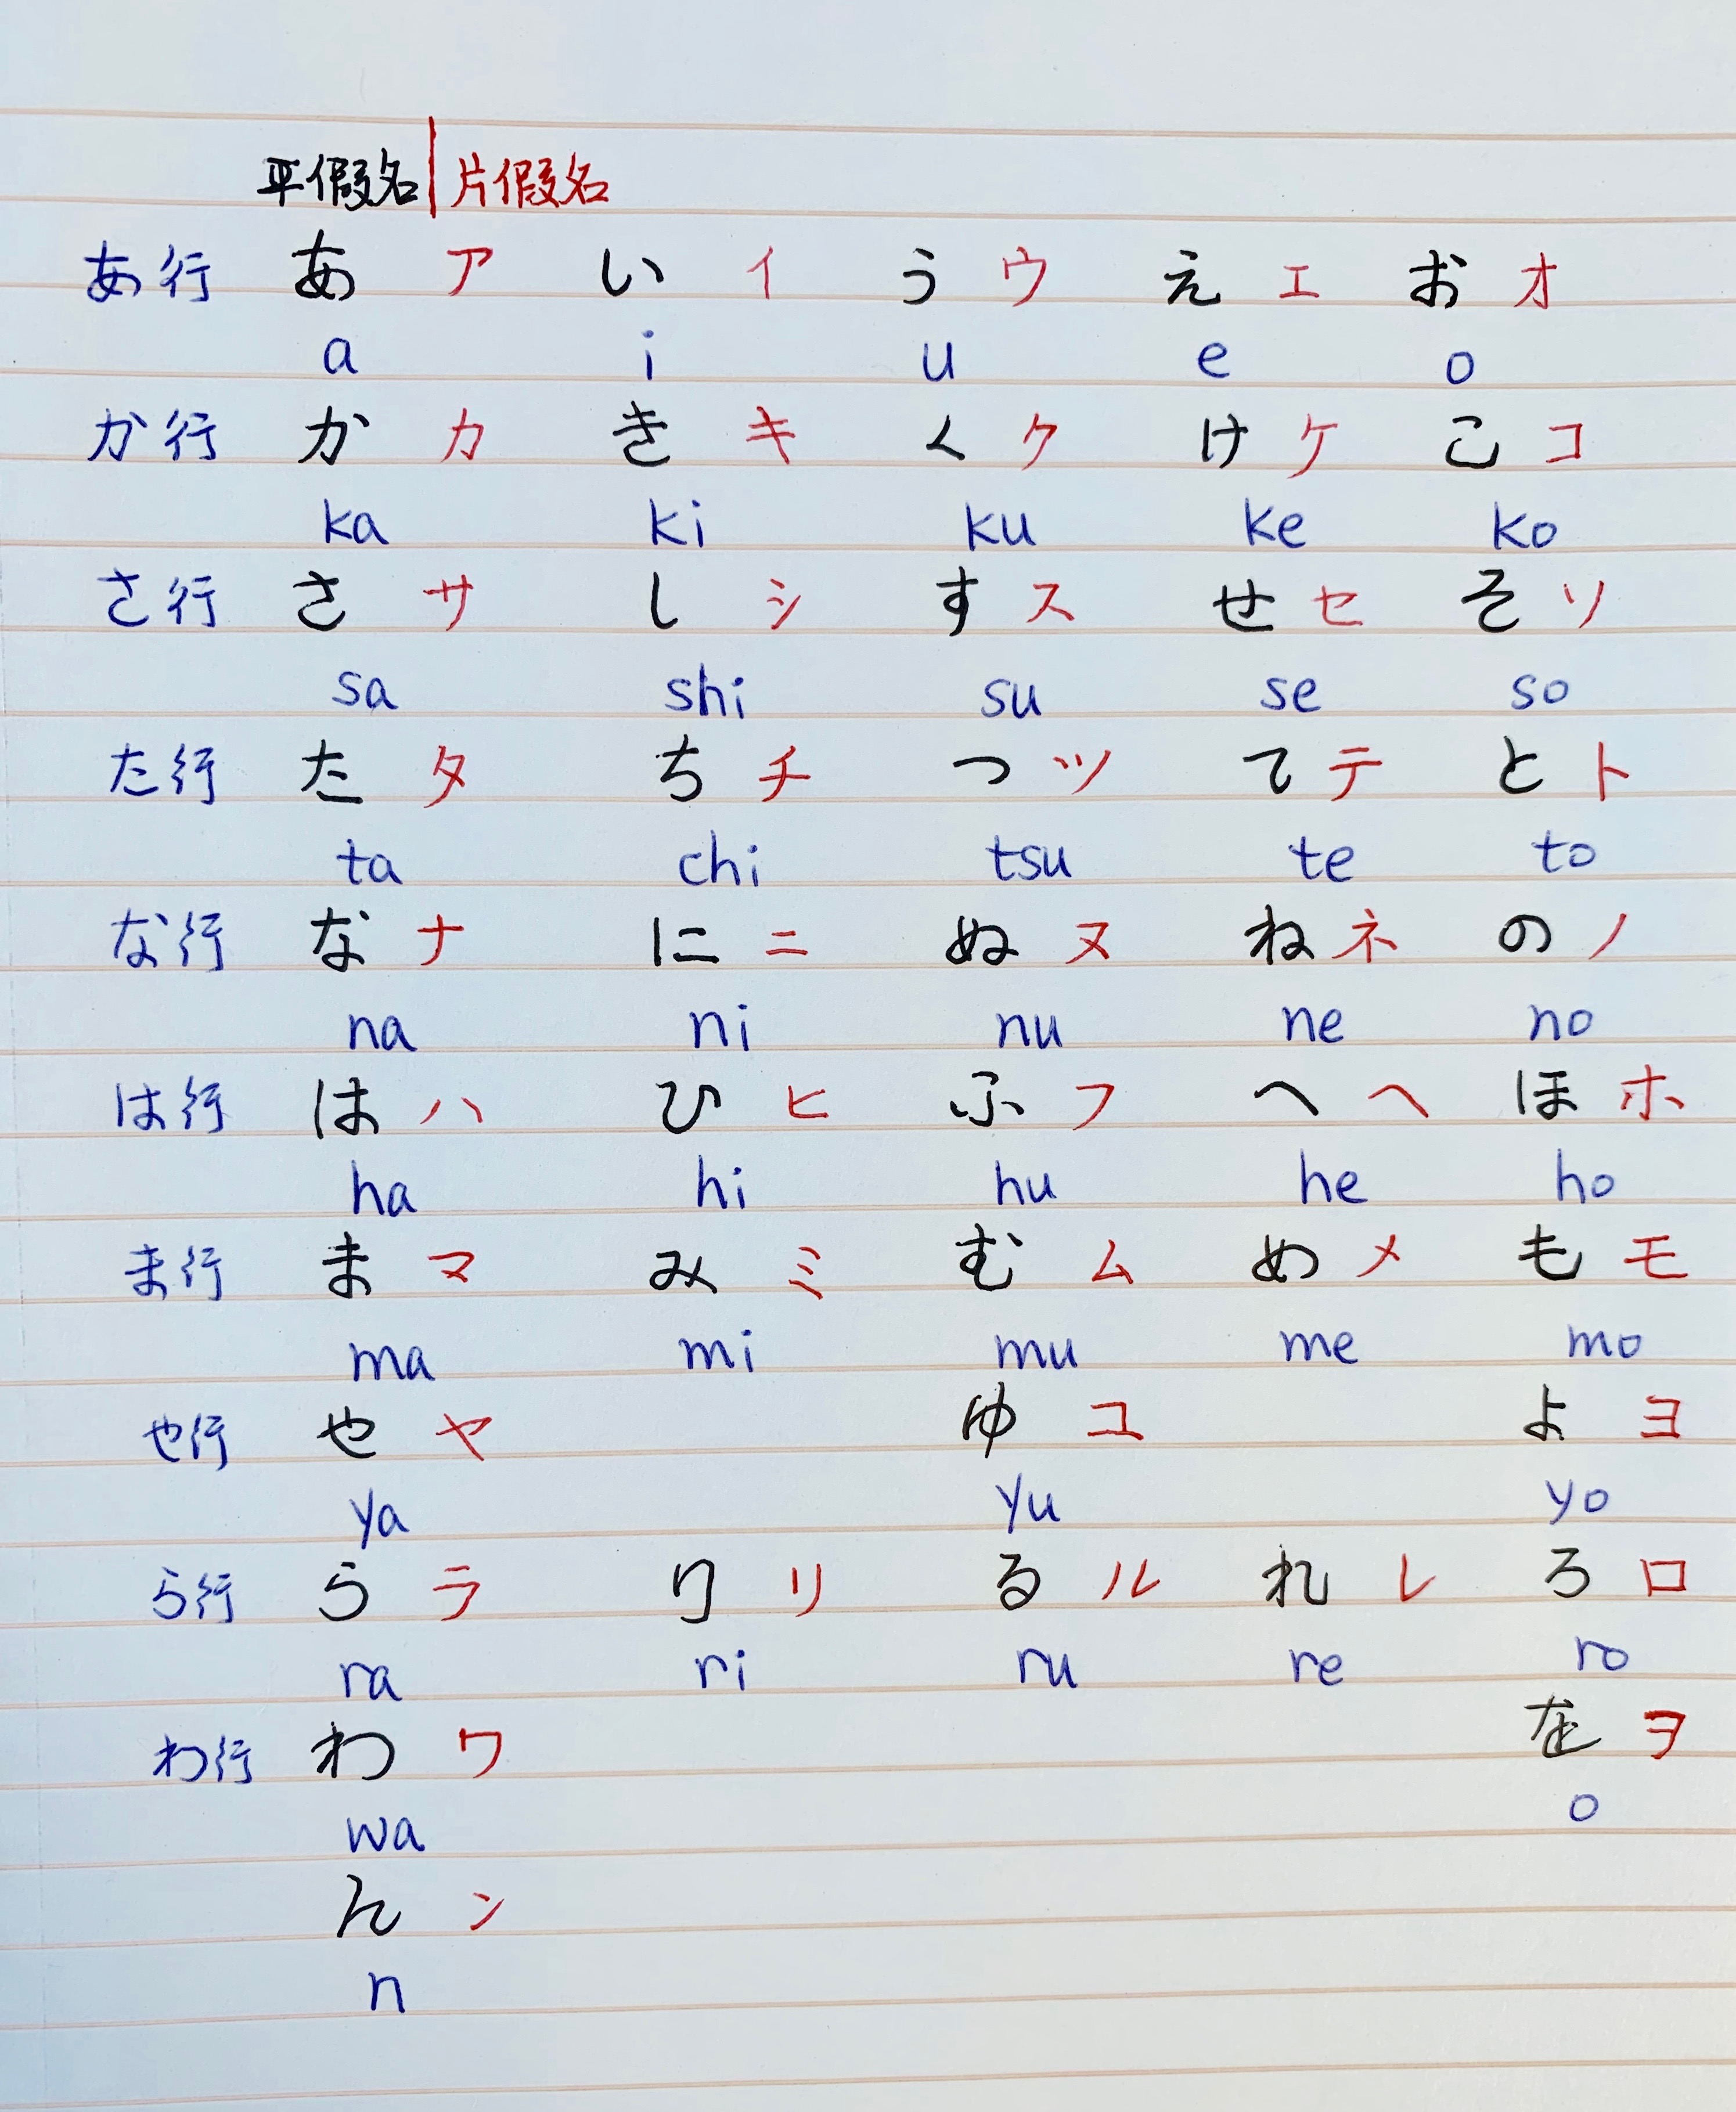 平假名|片假名
あ行 あ ア い イ う ウ え エ お オ
a i u e o
か行 か カ き キ く ク け ケ こ コ
ka ki ku ke ko
さ行 さ サ し シ す ス せ セ そ ソ
sa shi su se so
た行 た タ ち チ つ ツ て テ と ト
ta chi tsu te to
な行 な ナ に ニ ぬ ヌ ね ネ の ノ
na ni nu ne no
は行 は ハ ひ ヒ ふ フ へ ヘ ほ ホ
ha hi hu he ho
ま行 ま マ み ミ む ム め メ も モ
ma mi mu me mo
や行 や ヤ ゆ ユ よ ヨ
ya yu yo
ら行 ら ラ り リ る ル れ レ ろ ロ
ra ri ru re ro
わ行 わ ワ を ヲ
wa o
ん ン
n